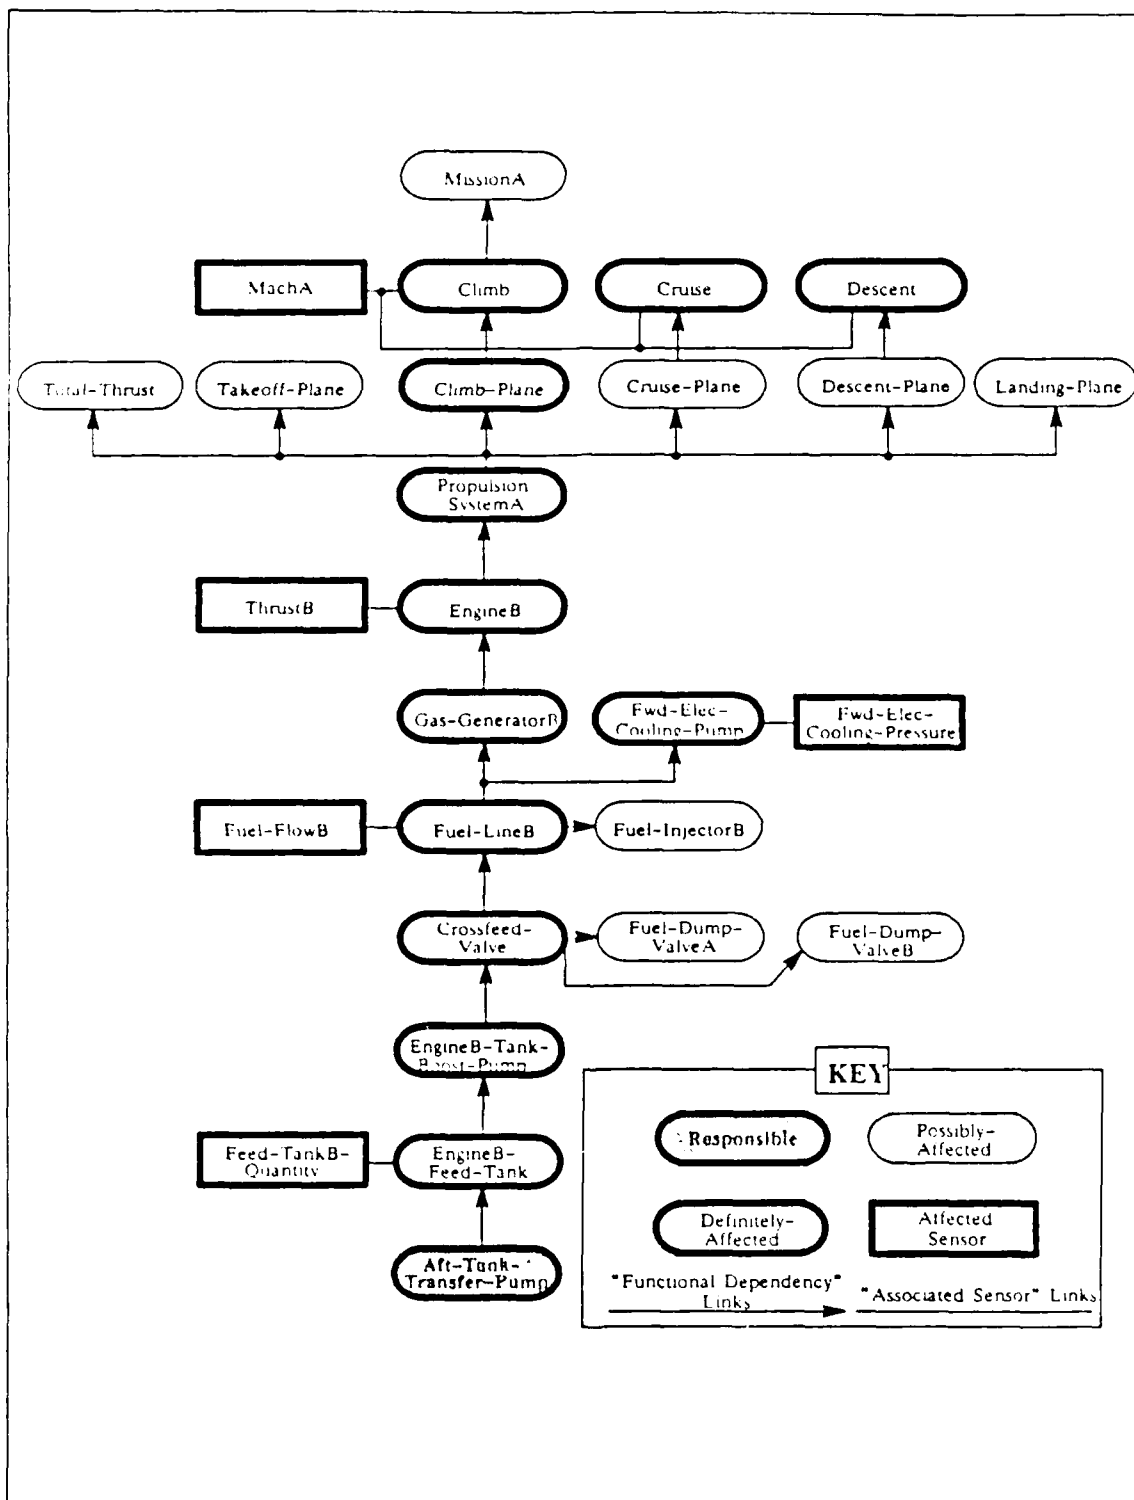 MissionA
MachA
Climb
Cruise
Descent
Total-Thrust
Takeoff-Plane
Climb-Plane
Cruise-Plane
Descent-Plane
Landing-Plane
Propulsion
SystemA
ThrustB
EngineB
Gas-GeneratorB
Fwd-Elec-
Cooling-Pump
Fwd-Elec-
Cooling-Pressure
Fuel-FlowB
Fuel-LineB
Fuel-InjectorB
Crossfeed-
Valve
Fuel-Dump-
ValveA
Fuel-Dump-
ValveB
EngineB-Tank-
Boost-Pump
Feed-TankB-
Quantity
EngineB-
Feed-Tank
Aft-Tank-
Transfer-Pump
KEY
Responsible
Possibly-
Affected
Definitely-
Affected
Affected
Sensor
"Functional Dependency"
Links
"Associated Sensor" Links